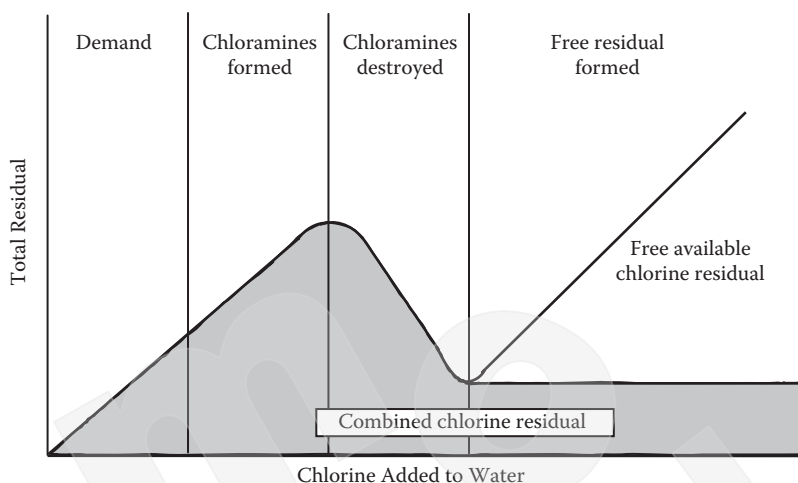 Demand
Chloramines
formed
Chloramines
destroyed
Free residual
formed
Total Residual
Free available
chlorine residual
Combined chlorine residual
Chlorine Added to Water